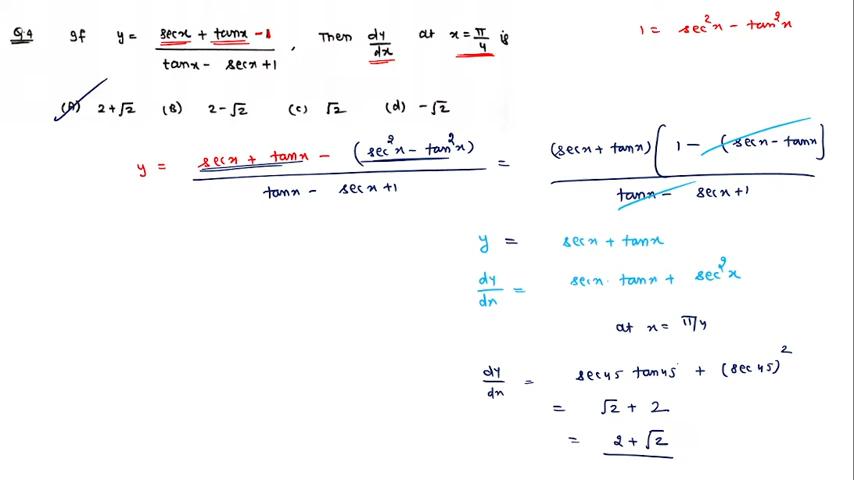 Q.4 If y = (secx + tanx - 1) / (tanx - secx + 1), Then dy/dx at x = π/4 is
1 = sec²x - tan²x
(A) 2+√2 (B) 2-√2 (c) √2 (d) -√2
y = (secx + tanx - (sec²x - tan²x)) / (tanx - secx +1) = (secx + tanx) [1 - (secx - tanx)] / (tanx - secx +1)
y = secx + tanx
dy/dx = secx. tanx + sec²x
at x = π/4
dy/dx = sec45 tan45 + (sec45)²
= √2 + 2
= 2 + √2